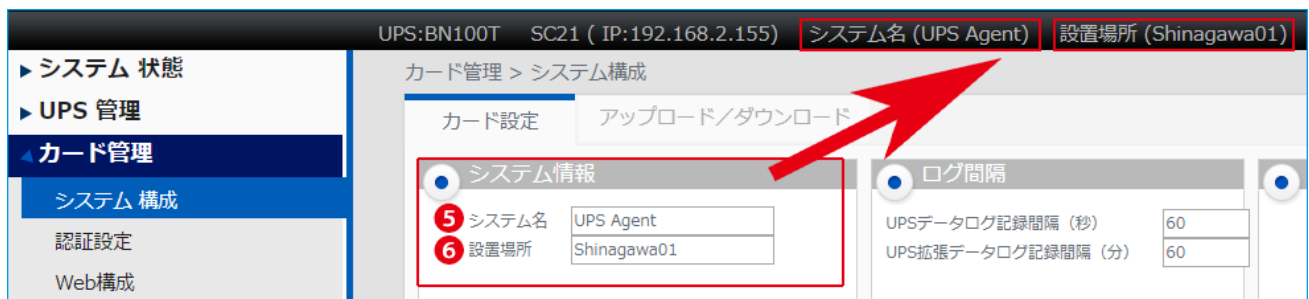 UPS:BN100T SC21 ( IP:192.168.2.155) システム名 (UPS Agent) 設置場所 (Shinagawa01)
▶システム 状態
▶UPS 管理
カード管理
システム 構成
認証設定
Web構成
カード管理 > システム構成
カード設定 アップロード／ダウンロード
システム情報
❺ システム名 UPS Agent
❻ 設置場所 Shinagawa01
ログ間隔
UPSデータログ記録間隔（秒） 60
UPS拡張データログ記録間隔（分） 60